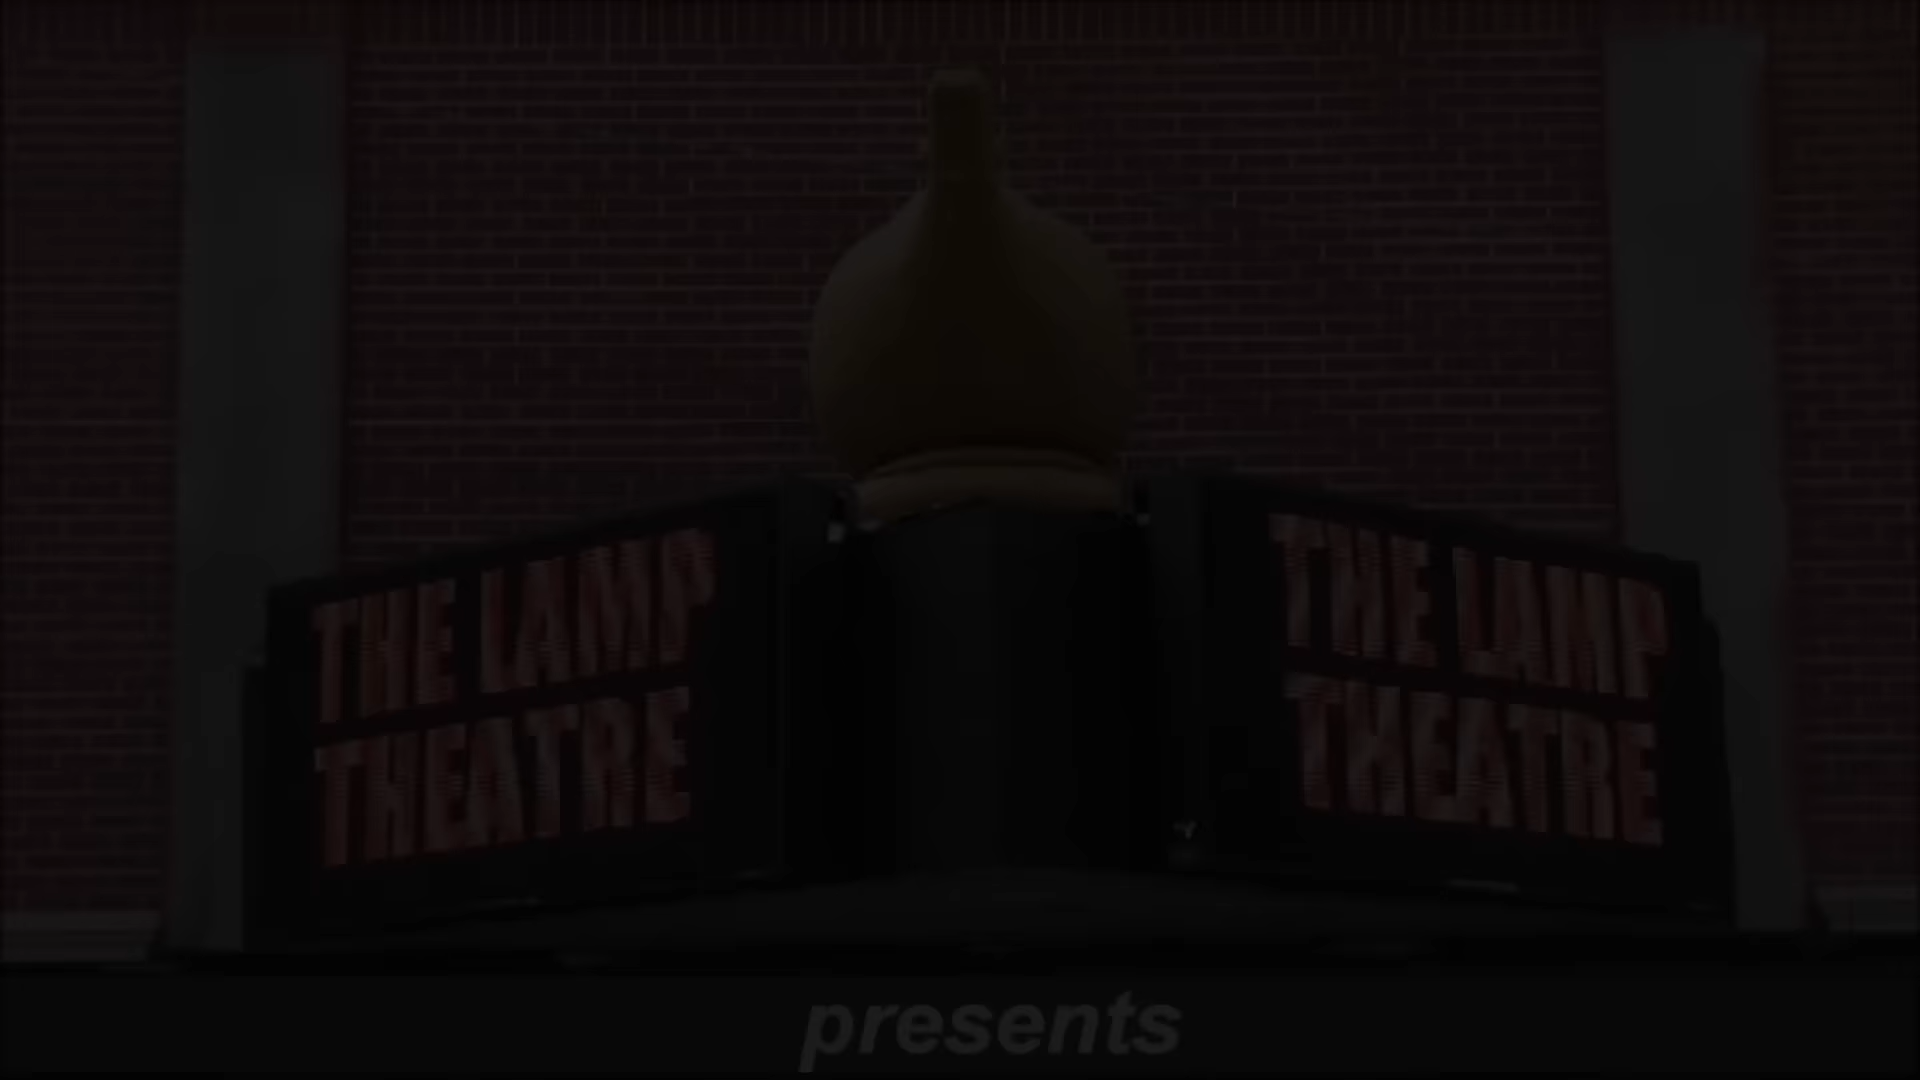 THE LAMP
THEATRE
THE LAMP
THEATRE
presents